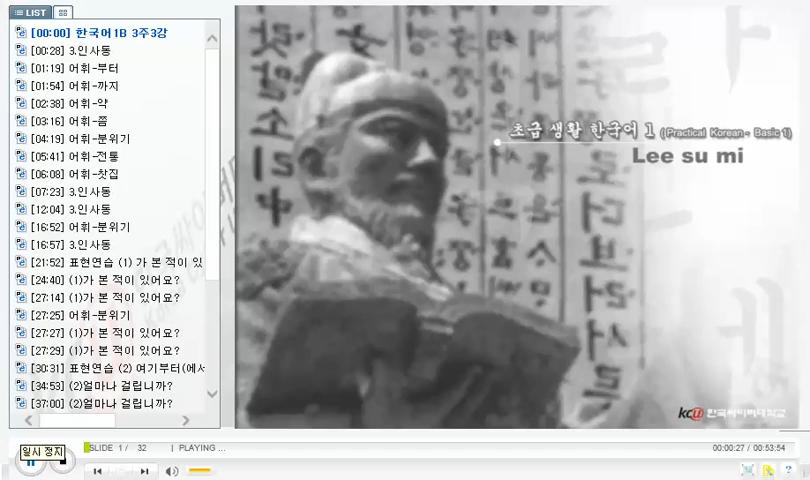 LIST
[00:00] 한국어1B 3주3강
[00:28] 3.인사동
[01:19] 어휘-부터
[01:54] 어휘-까지
[02:38] 어휘-약
[03:16] 어휘-쯤
[04:19] 어휘-분위기
[05:41] 어휘-전통
[06:08] 어휘-찻집
[07:23] 3.인사동
[12:04] 3.인사동
[16:52] 어휘-분위기
[16:57] 3.인사동
[21:52] 표현연습 (1) 가 본 적이 있
[24:40] (1)가 본 적이 있어요?
[27:14] (1)가 본 적이 있어요?
[27:25] 어휘-분위기
[27:27] (1)가 본 적이 있어요?
[27:29] (1)가 본 적이 있어요?
[30:31] 표현연습 (2) 여기부터(에서
[34:53] (2)얼마나 걸립니까?
[37:00] (2)얼마나 걸립니까?
초급 생활 한국어 1 (Practical Korean - Basic 1)
Lee su mi
kcu 한국싸이버대학교
일시 정지
SLIDE 1 / 32 | PLAYING ...
00:00:27 / 00:53:54